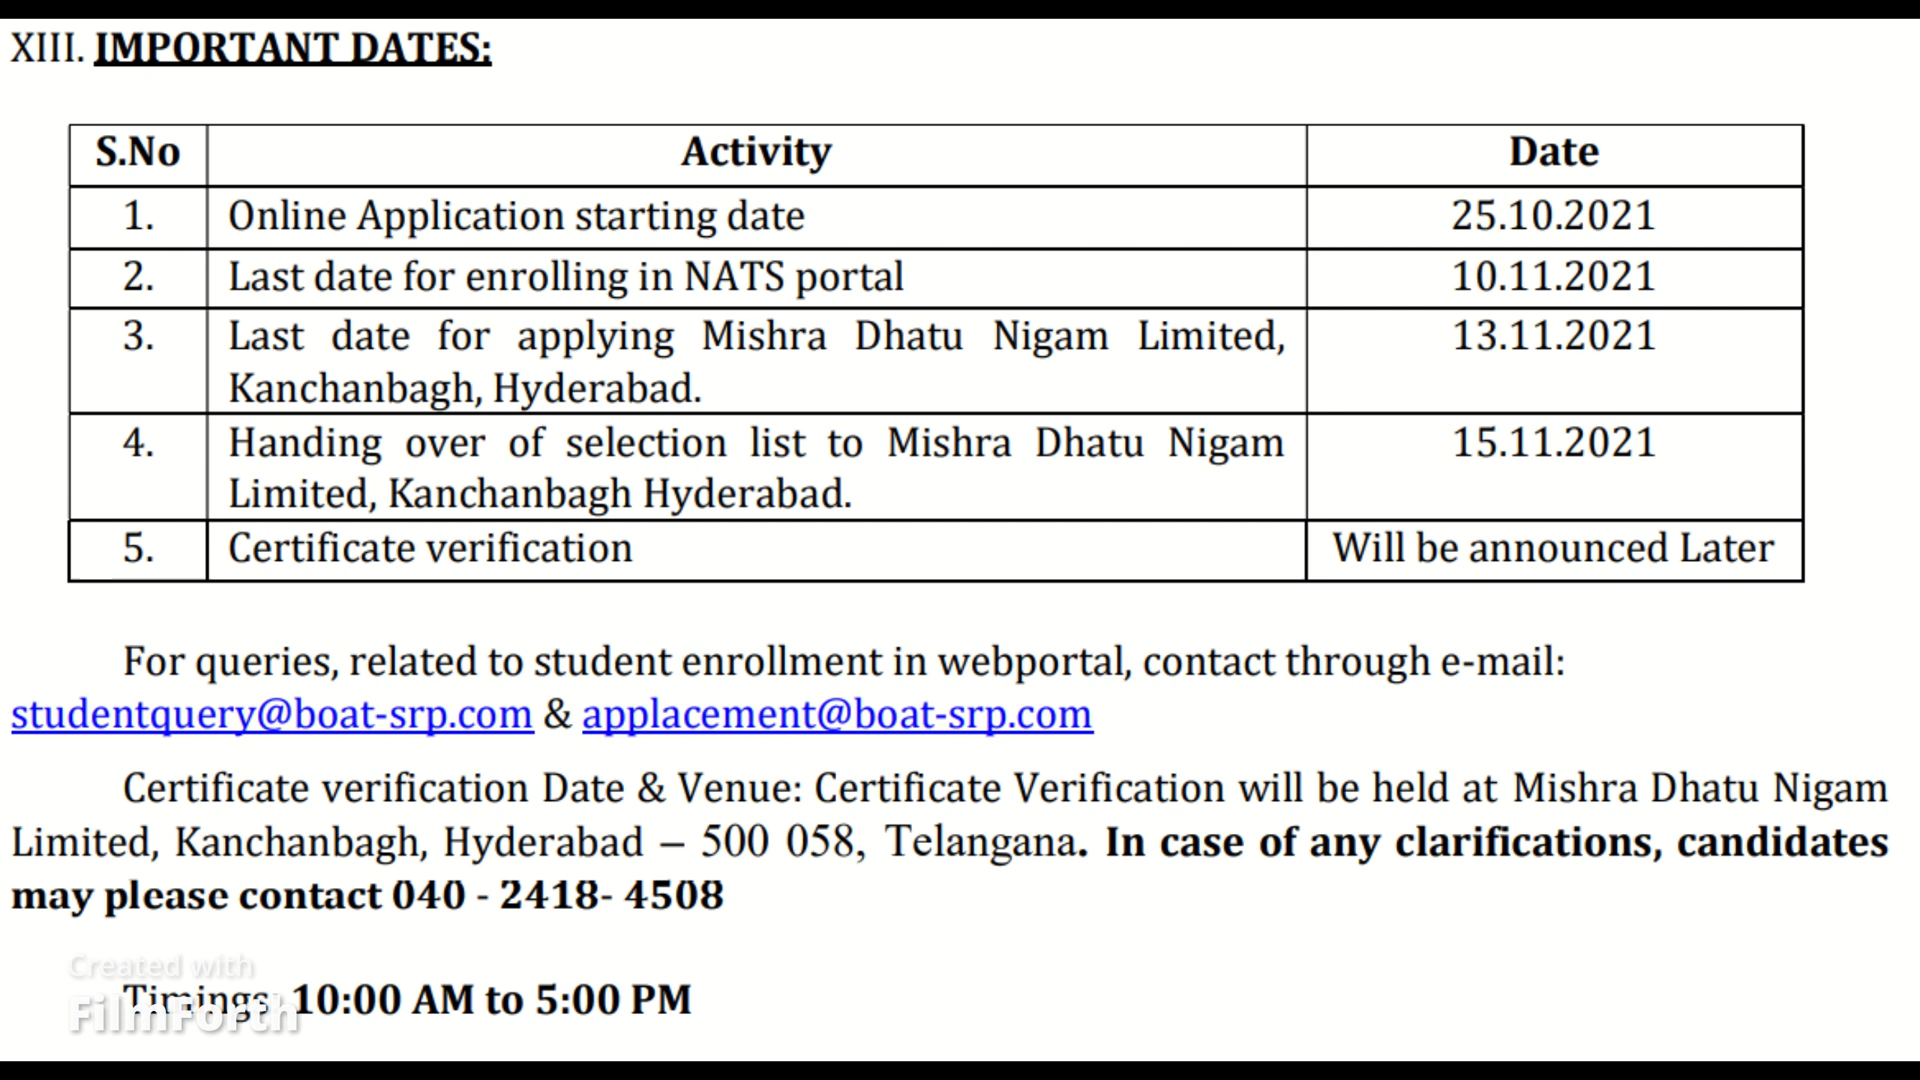 XIII. IMPORTANT DATES:
S.No Activity Date
1. Online Application starting date 25.10.2021
2. Last date for enrolling in NATS portal 10.11.2021
3. Last date for applying Mishra Dhatu Nigam Limited, 13.11.2021
Kanchanbagh, Hyderabad.
4. Handing over of selection list to Mishra Dhatu Nigam 15.11.2021
Limited, Kanchanbagh Hyderabad.
5. Certificate verification Will be announced Later
For queries, related to student enrollment in webportal, contact through e-mail:
studentquery@boat-srp.com & applacement@boat-srp.com
Certificate verification Date & Venue: Certificate Verification will be held at Mishra Dhatu Nigam
Limited, Kanchanbagh, Hyderabad – 500 058, Telangana. In case of any clarifications, candidates
may please contact 040 - 2418- 4508
Created with
FilmForth
Timings: 10:00 AM to 5:00 PM